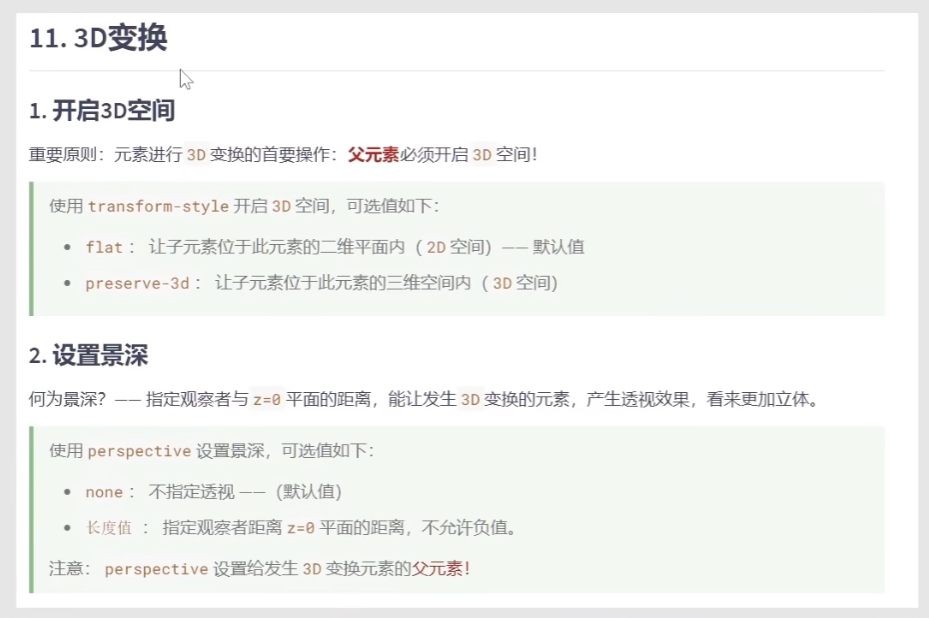 11. 3D变换
1. 开启3D空间
重要原则：元素进行 3D 变换的首要操作：父元素必须开启 3D 空间！
使用 transform-style 开启 3D 空间，可选值如下：
• flat ： 让子元素位于此元素的二维平面内（ 2D 空间）—— 默认值
• preserve-3d ： 让子元素位于此元素的三维空间内（ 3D 空间）
2. 设置景深
何为景深？—— 指定观察者与 z=0 平面的距离，能让发生 3D 变换的元素，产生透视效果，看来更加立体。
使用 perspective 设置景深，可选值如下：
• none ： 不指定透视 ——（默认值）
• 长度值 ： 指定观察者距离 z=0 平面的距离，不允许负值。
注意： perspective 设置给发生 3D 变换元素的父元素！